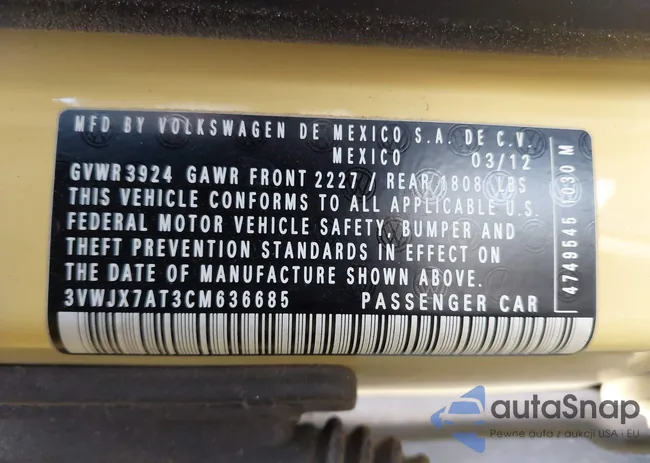 MFD BY VOLKSWAGEN DE MEXICO S.A. DE C.V.
MEXICO 03/12
GVWR3924 GAWR FRONT 2227 // REAR 1808 LBS
THIS VEHICLE CONFORMS TO ALL APPLICABLE U.S.
FEDERAL MOTOR VEHICLE SAFETY, BUMPER AND
THEFT PREVENTION STANDARDS IN EFFECT ON
THE DATE OF MANUFACTURE SHOWN ABOVE.
3VWJX7AT3CM636685 PASSENGER CAR
4749545 1030 M
autaSnap
Pewne auta z aukcji USA i EU